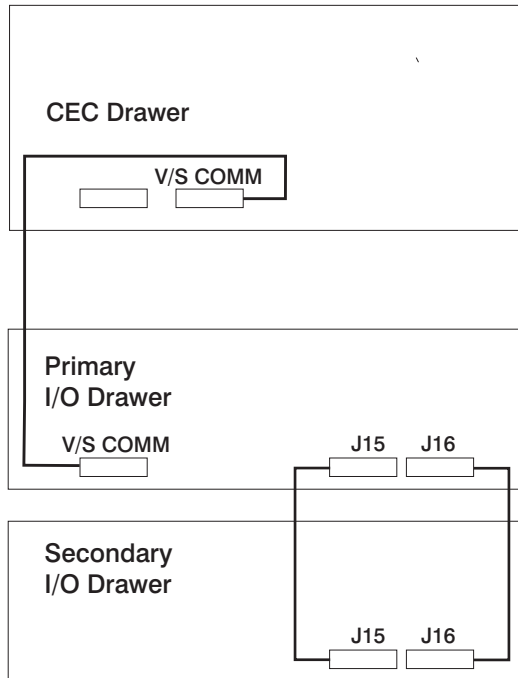 CEC Drawer
V/S COMM
Primary
I/O Drawer
V/S COMM
J15 J16
Secondary
I/O Drawer
J15 J16